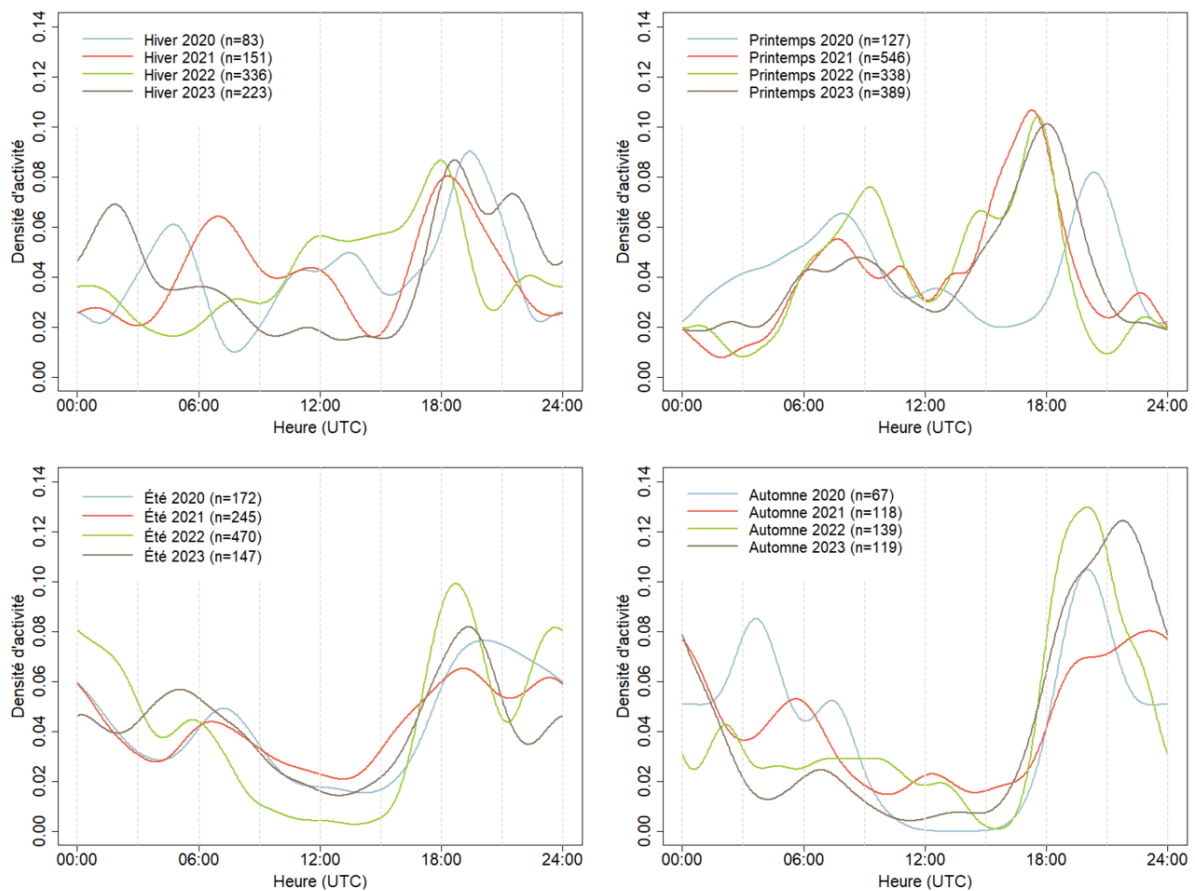 Hiver 2020 (n=83)
Hiver 2021 (n=151)
Hiver 2022 (n=336)
Hiver 2023 (n=223)
Densité d'activité
0.14
0.12
0.10
0.08
0.06
0.04
0.02
0.00
00:00 06:00 12:00 18:00 24:00
Heure (UTC)
Printemps 2020 (n=127)
Printemps 2021 (n=546)
Printemps 2022 (n=338)
Printemps 2023 (n=389)
Densité d'activité
0.14
0.12
0.10
0.08
0.06
0.04
0.02
0.00
00:00 06:00 12:00 18:00 24:00
Heure (UTC)
Été 2020 (n=172)
Été 2021 (n=245)
Été 2022 (n=470)
Été 2023 (n=147)
Densité d'activité
0.14
0.12
0.10
0.08
0.06
0.04
0.02
0.00
00:00 06:00 12:00 18:00 24:00
Heure (UTC)
Automne 2020 (n=67)
Automne 2021 (n=118)
Automne 2022 (n=139)
Automne 2023 (n=119)
Densité d'activité
0.14
0.12
0.10
0.08
0.06
0.04
0.02
0.00
00:00 06:00 12:00 18:00 24:00
Heure (UTC)